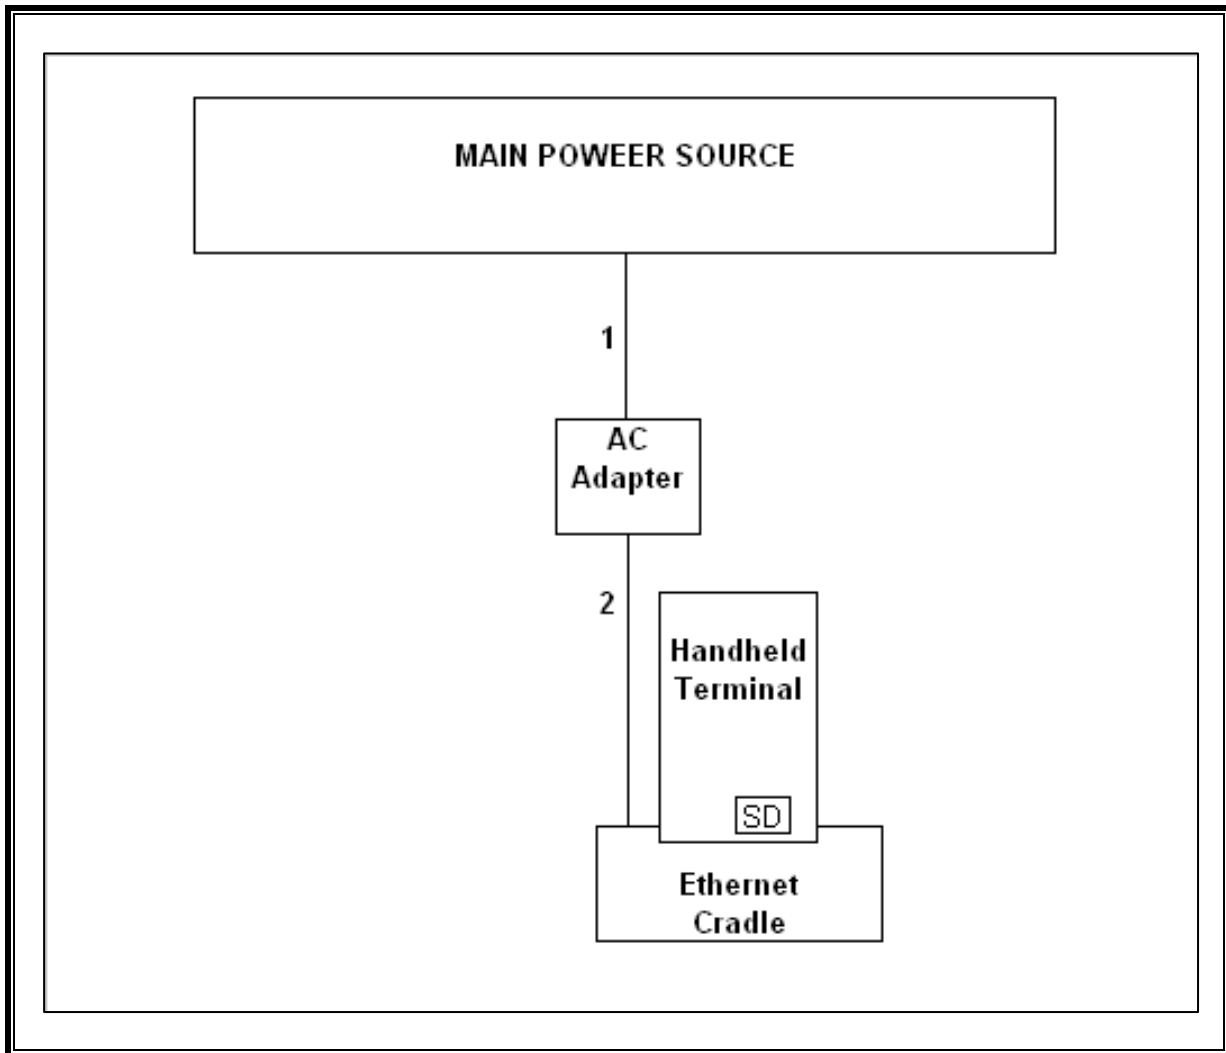 MAIN POWEER SOURCE
1
AC
Adapter
2
Handheld
Terminal
SD
Ethernet
Cradle